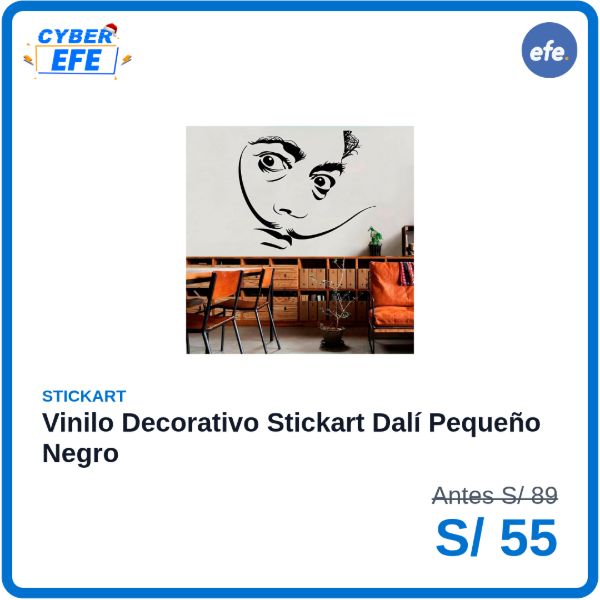 CYBER
EFE
efe.
STICKART
Vinilo Decorativo Stickart Dalí Pequeño
Negro
Antes S/ 89
S/ 55